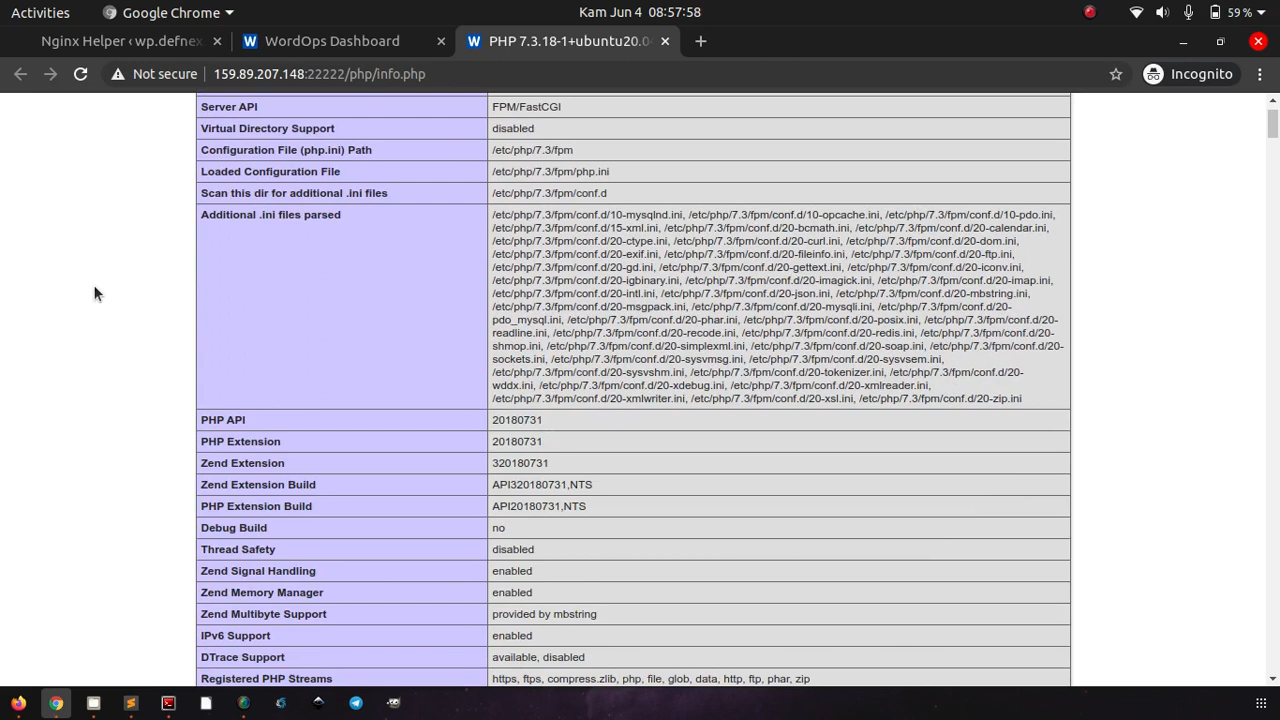 Activities
Google Chrome
Kam Jun 4 08:57:58
59 %
Nginx Helper ‹ wp.defnex
WordOps Dashboard
PHP 7.3.18-1+ubuntu20.0
Not secure
159.89.207.148:22222/php/info.php
Incognito
Server API FPM/FastCGI
Virtual Directory Support disabled
Configuration File (php.ini) Path /etc/php/7.3/fpm
Loaded Configuration File /etc/php/7.3/fpm/php.ini
Scan this dir for additional .ini files /etc/php/7.3/fpm/conf.d
Additional .ini files parsed /etc/php/7.3/fpm/conf.d/10-mysqlnd.ini, /etc/php/7.3/fpm/conf.d/10-opcache.ini, /etc/php/7.3/fpm/conf.d/10-pdo.ini,
/etc/php/7.3/fpm/conf.d/15-xml.ini, /etc/php/7.3/fpm/conf.d/20-bcmath.ini, /etc/php/7.3/fpm/conf.d/20-calendar.ini,
/etc/php/7.3/fpm/conf.d/20-ctype.ini, /etc/php/7.3/fpm/conf.d/20-curl.ini, /etc/php/7.3/fpm/conf.d/20-dom.ini,
/etc/php/7.3/fpm/conf.d/20-exif.ini, /etc/php/7.3/fpm/conf.d/20-fileinfo.ini, /etc/php/7.3/fpm/conf.d/20-ftp.ini,
/etc/php/7.3/fpm/conf.d/20-gd.ini, /etc/php/7.3/fpm/conf.d/20-gettext.ini, /etc/php/7.3/fpm/conf.d/20-iconv.ini,
/etc/php/7.3/fpm/conf.d/20-igbinary.ini, /etc/php/7.3/fpm/conf.d/20-imagick.ini, /etc/php/7.3/fpm/conf.d/20-imap.ini,
/etc/php/7.3/fpm/conf.d/20-intl.ini, /etc/php/7.3/fpm/conf.d/20-json.ini, /etc/php/7.3/fpm/conf.d/20-mbstring.ini,
/etc/php/7.3/fpm/conf.d/20-msgpack.ini, /etc/php/7.3/fpm/conf.d/20-mysqli.ini, /etc/php/7.3/fpm/conf.d/20-
pdo_mysql.ini, /etc/php/7.3/fpm/conf.d/20-phar.ini, /etc/php/7.3/fpm/conf.d/20-posix.ini, /etc/php/7.3/fpm/conf.d/20-
readline.ini, /etc/php/7.3/fpm/conf.d/20-recode.ini, /etc/php/7.3/fpm/conf.d/20-redis.ini, /etc/php/7.3/fpm/conf.d/20-
shmop.ini, /etc/php/7.3/fpm/conf.d/20-simplexml.ini, /etc/php/7.3/fpm/conf.d/20-soap.ini, /etc/php/7.3/fpm/conf.d/20-
sockets.ini, /etc/php/7.3/fpm/conf.d/20-sysvmsg.ini, /etc/php/7.3/fpm/conf.d/20-sysvsem.ini,
/etc/php/7.3/fpm/conf.d/20-sysvshm.ini, /etc/php/7.3/fpm/conf.d/20-tokenizer.ini, /etc/php/7.3/fpm/conf.d/20-
wddx.ini, /etc/php/7.3/fpm/conf.d/20-xdebug.ini, /etc/php/7.3/fpm/conf.d/20-xmlreader.ini,
/etc/php/7.3/fpm/conf.d/20-xmlwriter.ini, /etc/php/7.3/fpm/conf.d/20-xsl.ini, /etc/php/7.3/fpm/conf.d/20-zip.ini
PHP API 20180731
PHP Extension 20180731
Zend Extension 320180731
Zend Extension Build API320180731,NTS
PHP Extension Build API20180731,NTS
Debug Build no
Thread Safety disabled
Zend Signal Handling enabled
Zend Memory Manager enabled
Zend Multibyte Support provided by mbstring
IPv6 Support enabled
DTrace Support available, disabled
Registered PHP Streams https, ftps, compress.zlib, php, file, glob, data, http, ftp, phar, zip